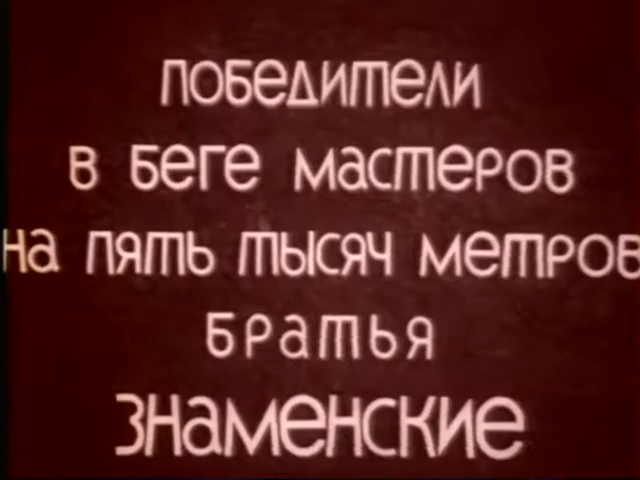 победители
в беге мастеров
на пять тысяч метров
братья
знаменские